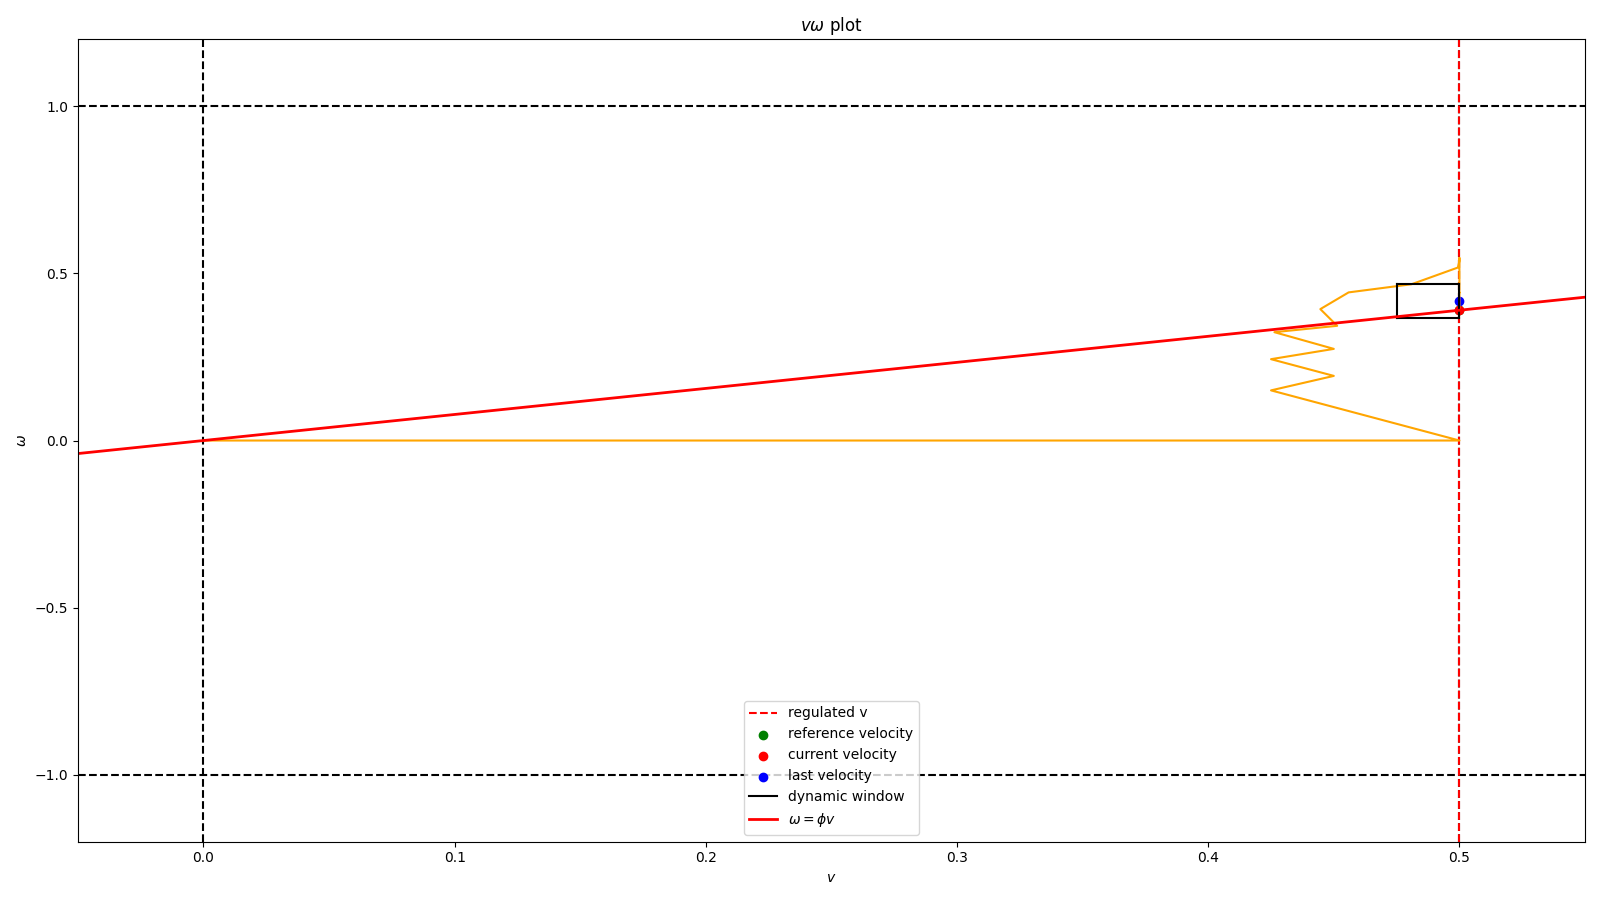 vω plot
1.0
0.5
0.0
−0.5
−1.0
ω
0.0
0.1
0.2
0.3
0.4
0.5
v
regulated v
reference velocity
current velocity
last velocity
dynamic window
ω = ϕv